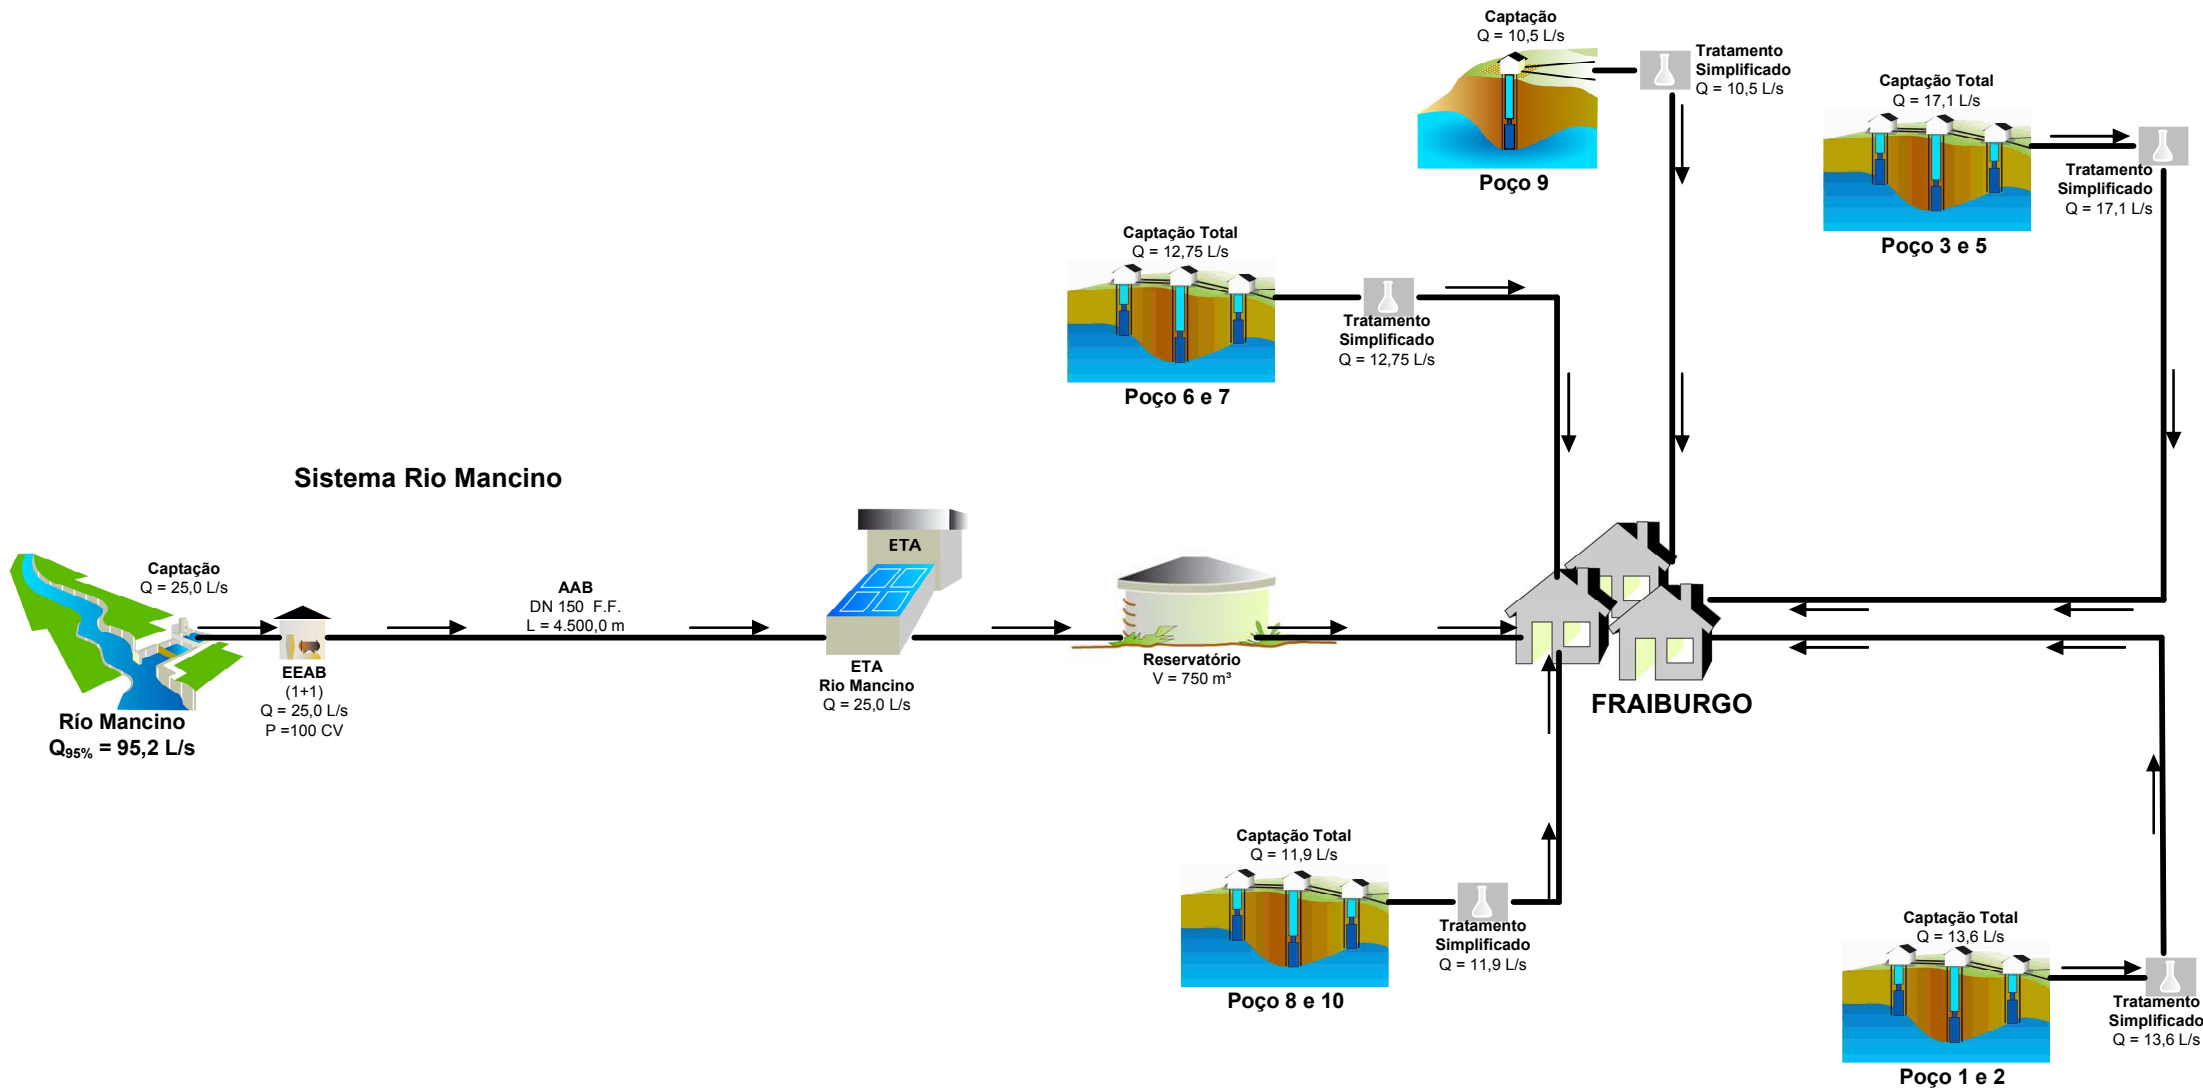 Captação
Q = 10,5 L/s
Tratamento
Simplificado
Q = 10,5 L/s
Poço 9
Captação Total
Q = 17,1 L/s
Tratamento
Simplificado
Q = 17,1 L/s
Poço 3 e 5
Captação Total
Q = 12,75 L/s
Tratamento
Simplificado
Q = 12,75 L/s
Poço 6 e 7
Sistema Rio Mancino
Captação
Q = 25,0 L/s
Río Mancino
Q95% = 95,2 L/s
EEAB
(1+1)
Q = 25,0 L/s
P =100 CV
AAB
DN 150 F.F.
L = 4.500,0 m
ETA
ETA
Rio Mancino
Q = 25,0 L/s
Reservatório
V = 750 m³
FRAIBURGO
Captação Total
Q = 11,9 L/s
Tratamento
Simplificado
Q = 11,9 L/s
Poço 8 e 10
Captação Total
Q = 13,6 L/s
Tratamento
Simplificado
Q = 13,6 L/s
Poço 1 e 2